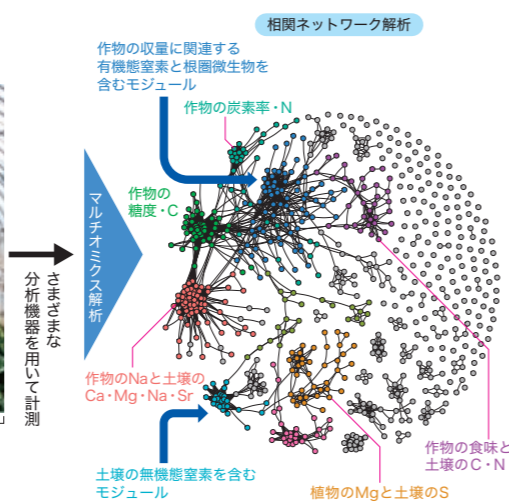 相関ネットワーク解析
作物の収量に関連する
有機態窒素と根圏微生物を
含むモジュール
作物の炭素率・N
作物の
糖度・C
マルチオミクス解析
さまざまな
分析機器を用いて計測
作物のNaと土壌の
Ca・Mg・Na・Sr
土壌の無機態窒素を含む
モジュール
植物のMgと土壌のS
作物の食味と
土壌のC・N